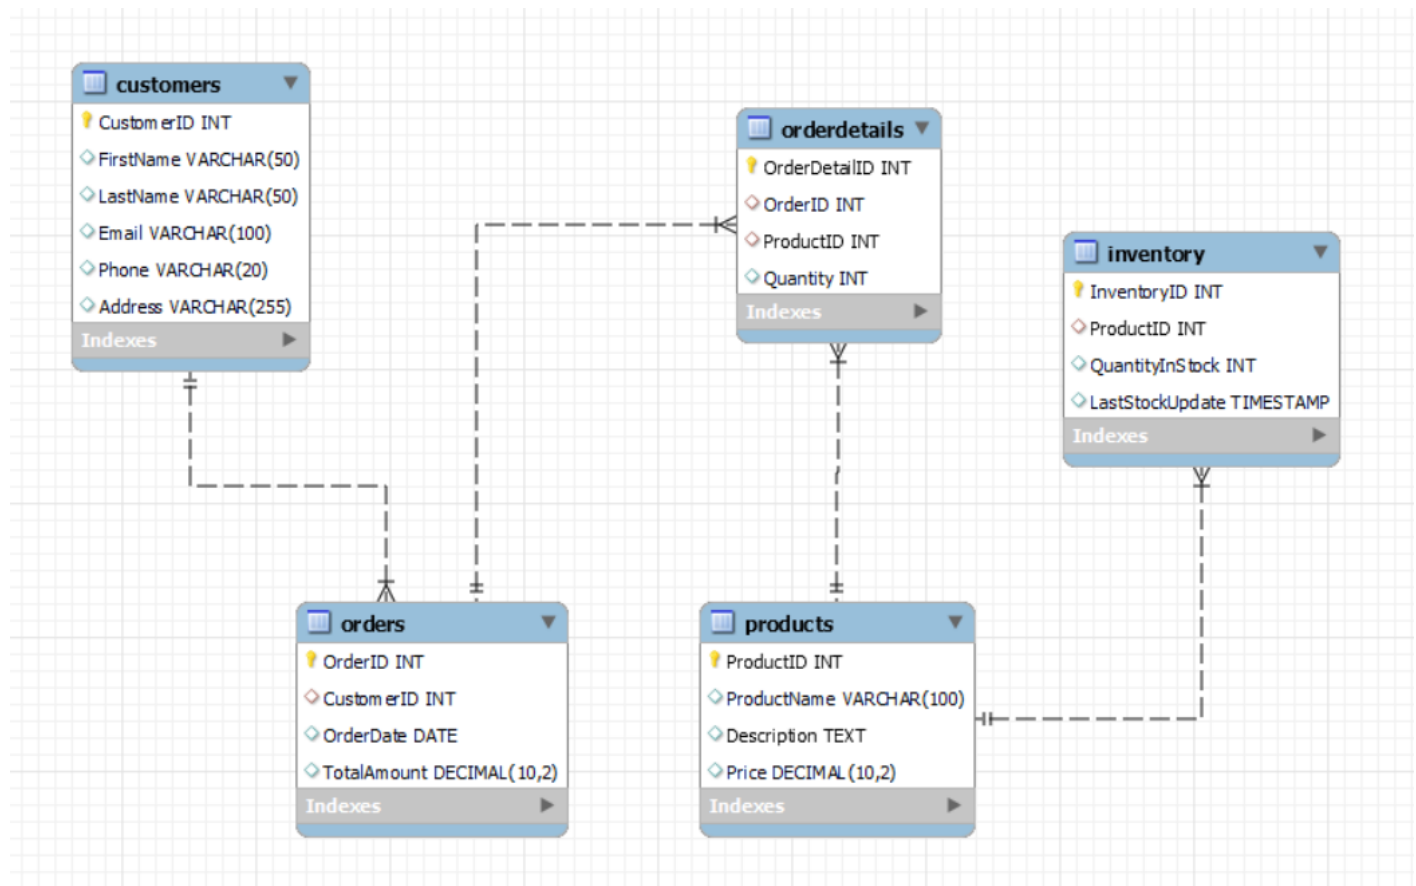 customers
CustomerID INT
FirstName VARCHAR(50)
LastName VARCHAR(50)
Email VARCHAR(100)
Phone VARCHAR(20)
Address VARCHAR(255)
Indexes
orderdetails
OrderDetailID INT
OrderID INT
ProductID INT
Quantity INT
Indexes
inventory
InventoryID INT
ProductID INT
QuantityInStock INT
LastStockUpdate TIMESTAMP
Indexes
orders
OrderID INT
CustomerID INT
OrderDate DATE
TotalAmount DECIMAL(10,2)
Indexes
products
ProductID INT
ProductName VARCHAR(100)
Description TEXT
Price DECIMAL(10,2)
Indexes